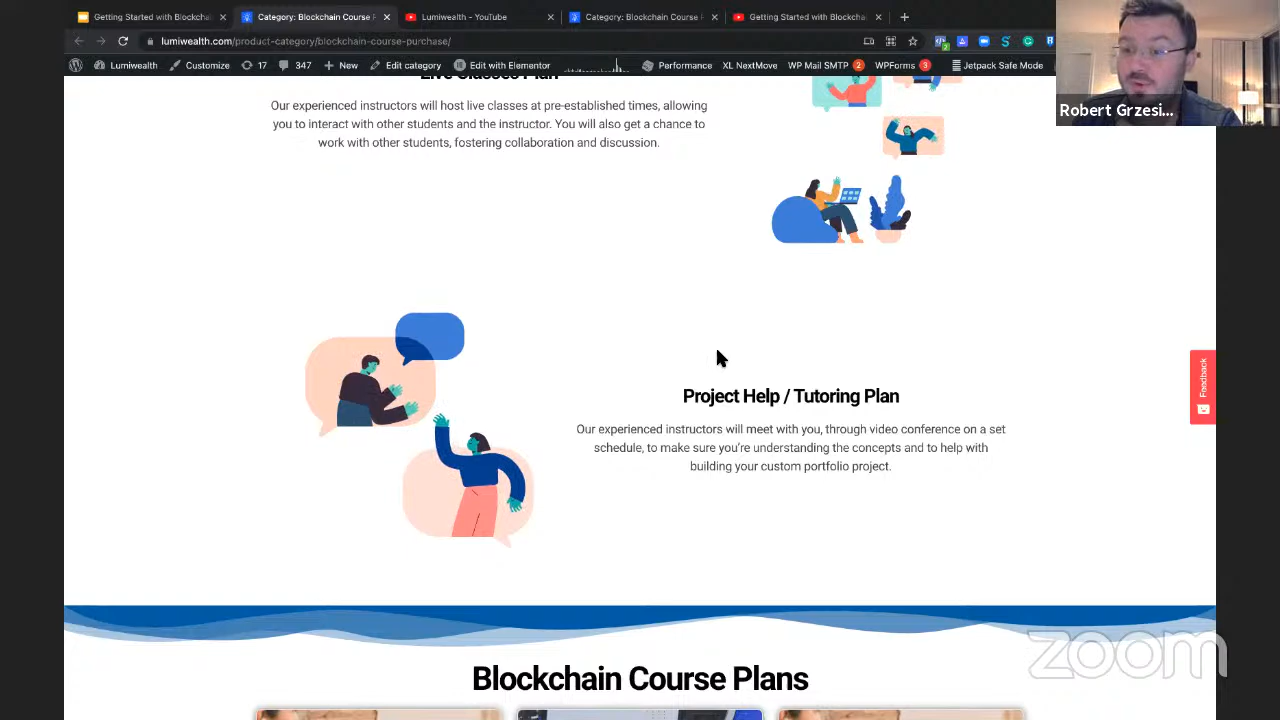 Getting Started with Blockchai
Category: Blockchain Course P
Lumiwealth - YouTube
Category: Blockchain Course P
Getting Started with Blockcha
lumiwealth.com/product-category/blockchain-course-purchase/
Lumiwealth
Customize
17
347
New
Edit category
Edit with Elementor
Performance
XL NextMove
WP Mail SMTP 2
WPForms 3
Jetpack Safe Mode
Robert Grzesi...
Live Classes Plan
Our experienced instructors will host live classes at pre-established times, allowing
you to interact with other students and the instructor. You will also get a chance to
work with other students, fostering collaboration and discussion.
Feedback
Project Help / Tutoring Plan
Our experienced instructors will meet with you, through video conference on a set
schedule, to make sure you're understanding the concepts and to help with
building your custom portfolio project.
zoom
Blockchain Course Plans